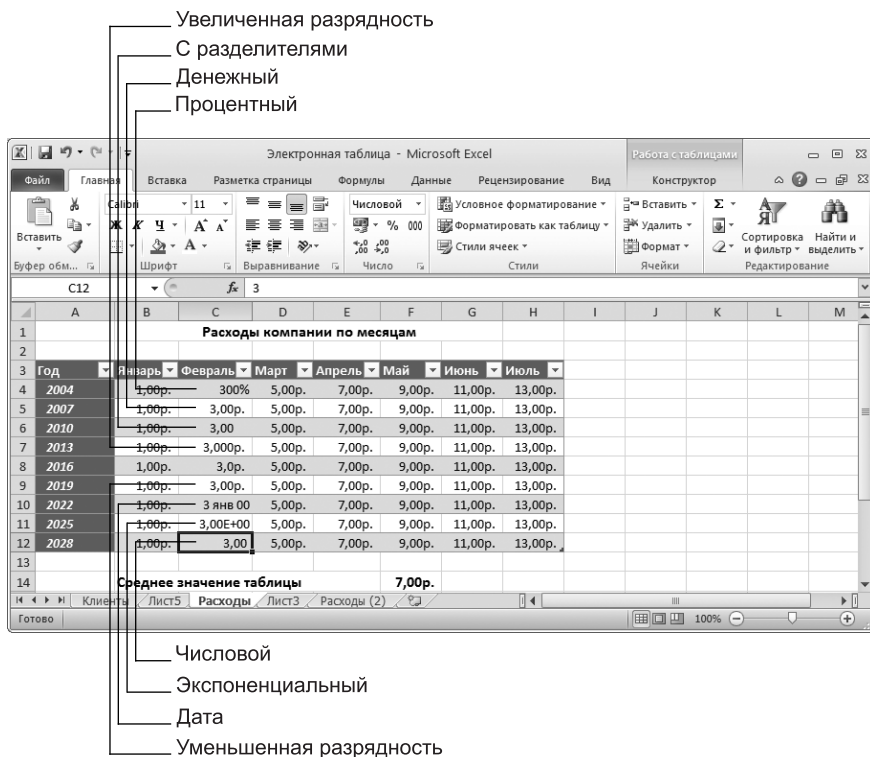 Увеличенная разрядность
С разделителями
Денежный
Процентный
Электронная таблица - Microsoft Excel
Работа с таблицами
Файл Главная Вставка Разметка страницы Формулы Данные Рецензирование Вид Конструктор
Calibri 11 Числовой Условное форматирование Вставить Σ
Вставить Ж К Ч A A % 000 Форматировать как таблицу Удалить Сортировка и фильтр Найти и выделить
A Стили ячеек Формат
Буфер обм... Шрифт Выравнивание Число Стили Ячейки Редактирование
C12 fx 3
A B C D E F G H I J K L M
1 Расходы компании по месяцам
2
3 Год Январь Февраль Март Апрель Май Июнь Июль
4 2004 1,00р. 300% 5,00р. 7,00р. 9,00р. 11,00р. 13,00р.
5 2007 1,00р. 3,00р. 5,00р. 7,00р. 9,00р. 11,00р. 13,00р.
6 2010 1,00р. 3,00 5,00р. 7,00р. 9,00р. 11,00р. 13,00р.
7 2013 1,00р. 3,000р. 5,00р. 7,00р. 9,00р. 11,00р. 13,00р.
8 2016 1,00р. 3,0р. 5,00р. 7,00р. 9,00р. 11,00р. 13,00р.
9 2019 1,00р. 3,00р. 5,00р. 7,00р. 9,00р. 11,00р. 13,00р.
10 2022 1,00р. 3 янв 00 5,00р. 7,00р. 9,00р. 11,00р. 13,00р.
11 2025 1,00р. 3,00E+00 5,00р. 7,00р. 9,00р. 11,00р. 13,00р.
12 2028 1,00р. 3,00 5,00р. 7,00р. 9,00р. 11,00р. 13,00р.
13
14 Среднее значение таблицы 7,00р.
Клиенты Лист5 Расходы Лист3 Расходы (2)
Готово 100%
Числовой
Экспоненциальный
Дата
Уменьшенная разрядность